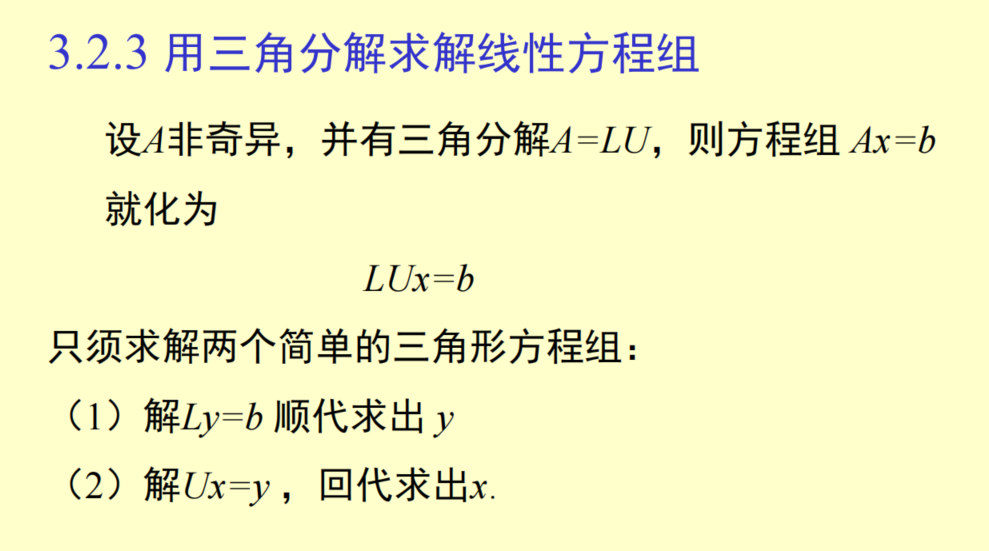 3.2.3 用三角分解求解线性方程组
设A非奇异，并有三角分解A=LU，则方程组 Ax=b
就化为
LUx=b
只须求解两个简单的三角形方程组：
（1）解Ly=b 顺代求出 y
（2）解Ux=y ，回代求出x.